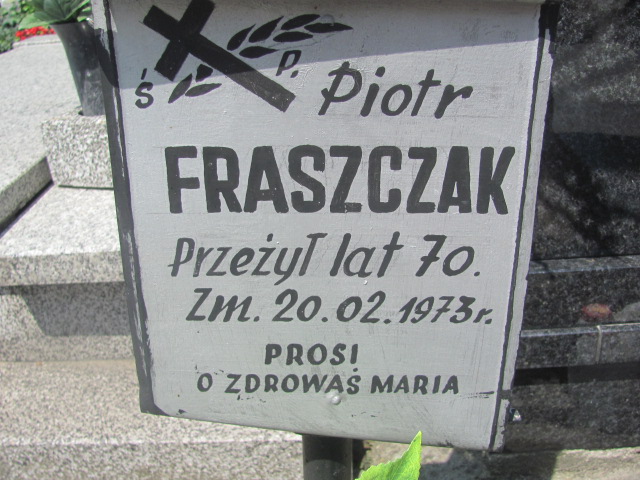 Ś P.
Piotr
FRASZCZAK
Przeżył lat 70.
Zm. 20.02.1973r.
PROSI
O ZDROWAŚ MARIA